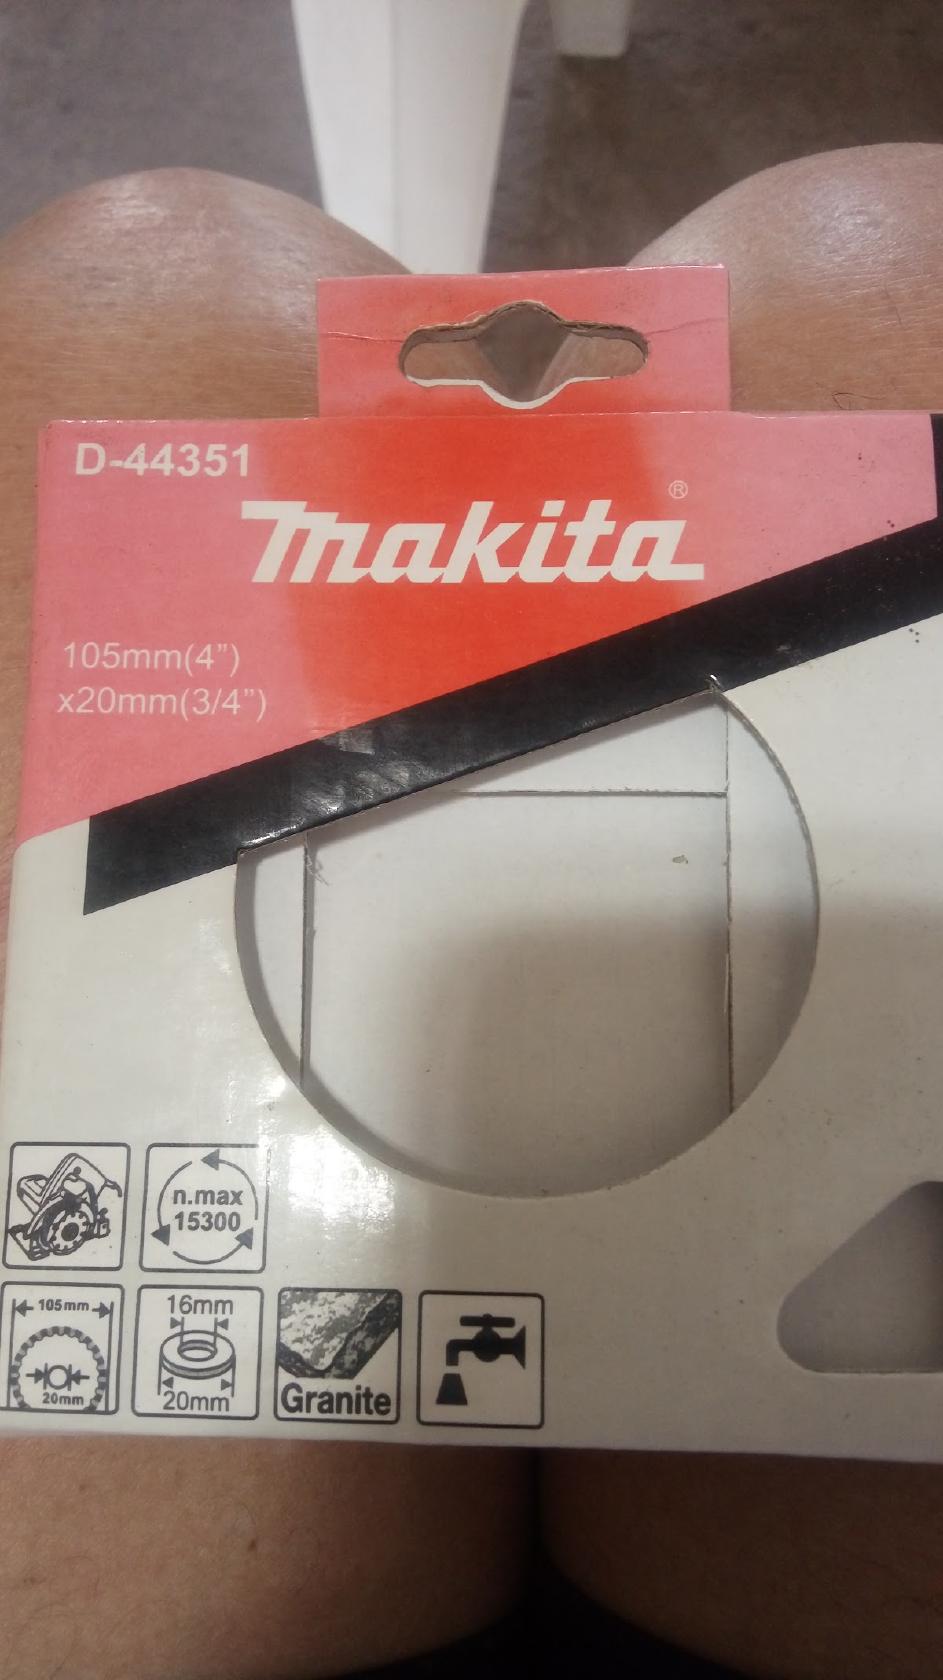 D-44351
makita®
105mm(4")
x20mm(3/4")
n.max
15300
105mm
20mm
16mm
20mm
Granite